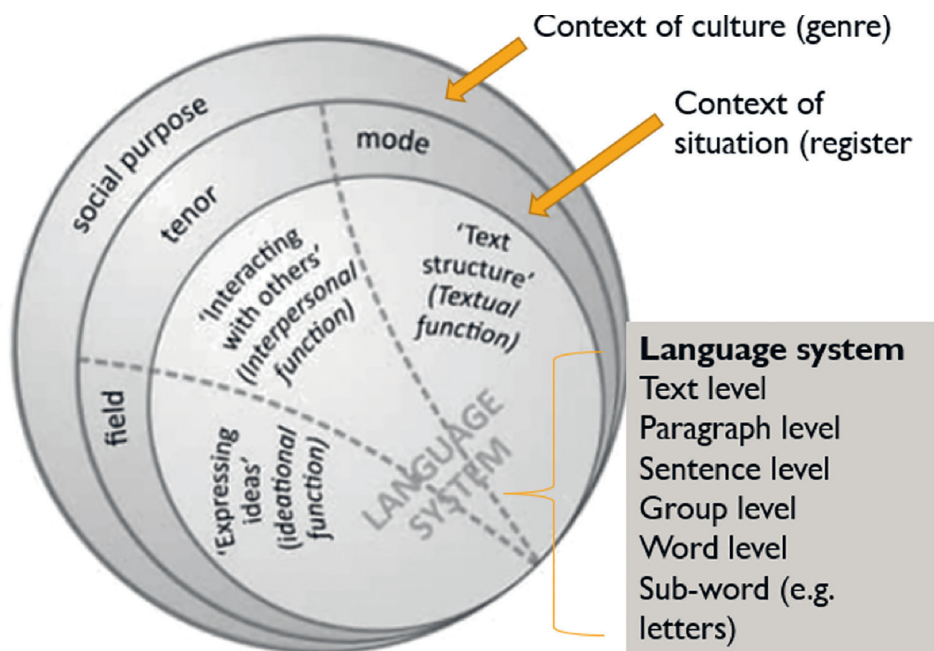 Context of culture (genre)
Context of
situation (register
social purpose
tenor
mode
field
'Interacting
with others'
(Interpersonal
function)
'Text
structure'
(Textual
function)
'Expressing
ideas'
(ideational
function)
LANGUAGE
SYSTEM
Language system
Text level
Paragraph level
Sentence level
Group level
Word level
Sub-word (e.g.
letters)